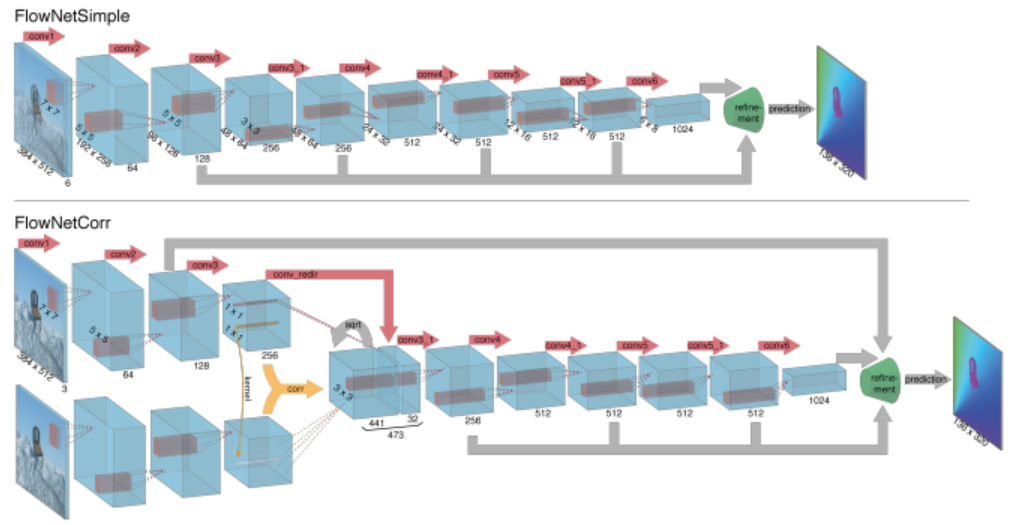 FlowNetSimple
conv1
conv2
conv3
conv3_1
conv4
conv4_1
conv5
conv5_1
conv6
7 x 7
5 x 5
5 x 5
3 x 3
384 x 512
192 x 256
96 x 128
48 x 64
48 x 64
24 x 32
24 x 32
12 x 16
12 x 16
6 x 8
6
64
128
256
256
512
512
512
512
1024
refine-
ment
prediction
136 x 320
FlowNetCorr
conv1
conv2
conv3
conv_redir
sqrt
conv3_1
conv4
conv4_1
conv5
conv5_1
conv6
7 x 7
5 x 5
1 x 1
1 x 1
3 x 3
384 x 512
3
64
128
256
kernel
corr
441
32
473
256
512
512
512
512
1024
refine-
ment
prediction
136 x 320